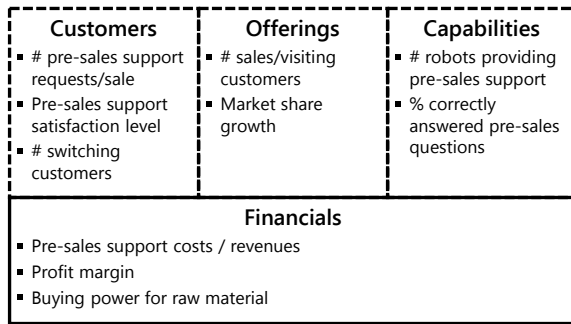 Customers
▪ # pre-sales support
requests/sale
▪ Pre-sales support
satisfaction level
▪ # switching
customers
Offerings
▪ # sales/visiting
customers
▪ Market share
growth
Capabilities
▪ # robots providing
pre-sales support
▪ % correctly
answered pre-sales
questions
Financials
▪ Pre-sales support costs / revenues
▪ Profit margin
▪ Buying power for raw material